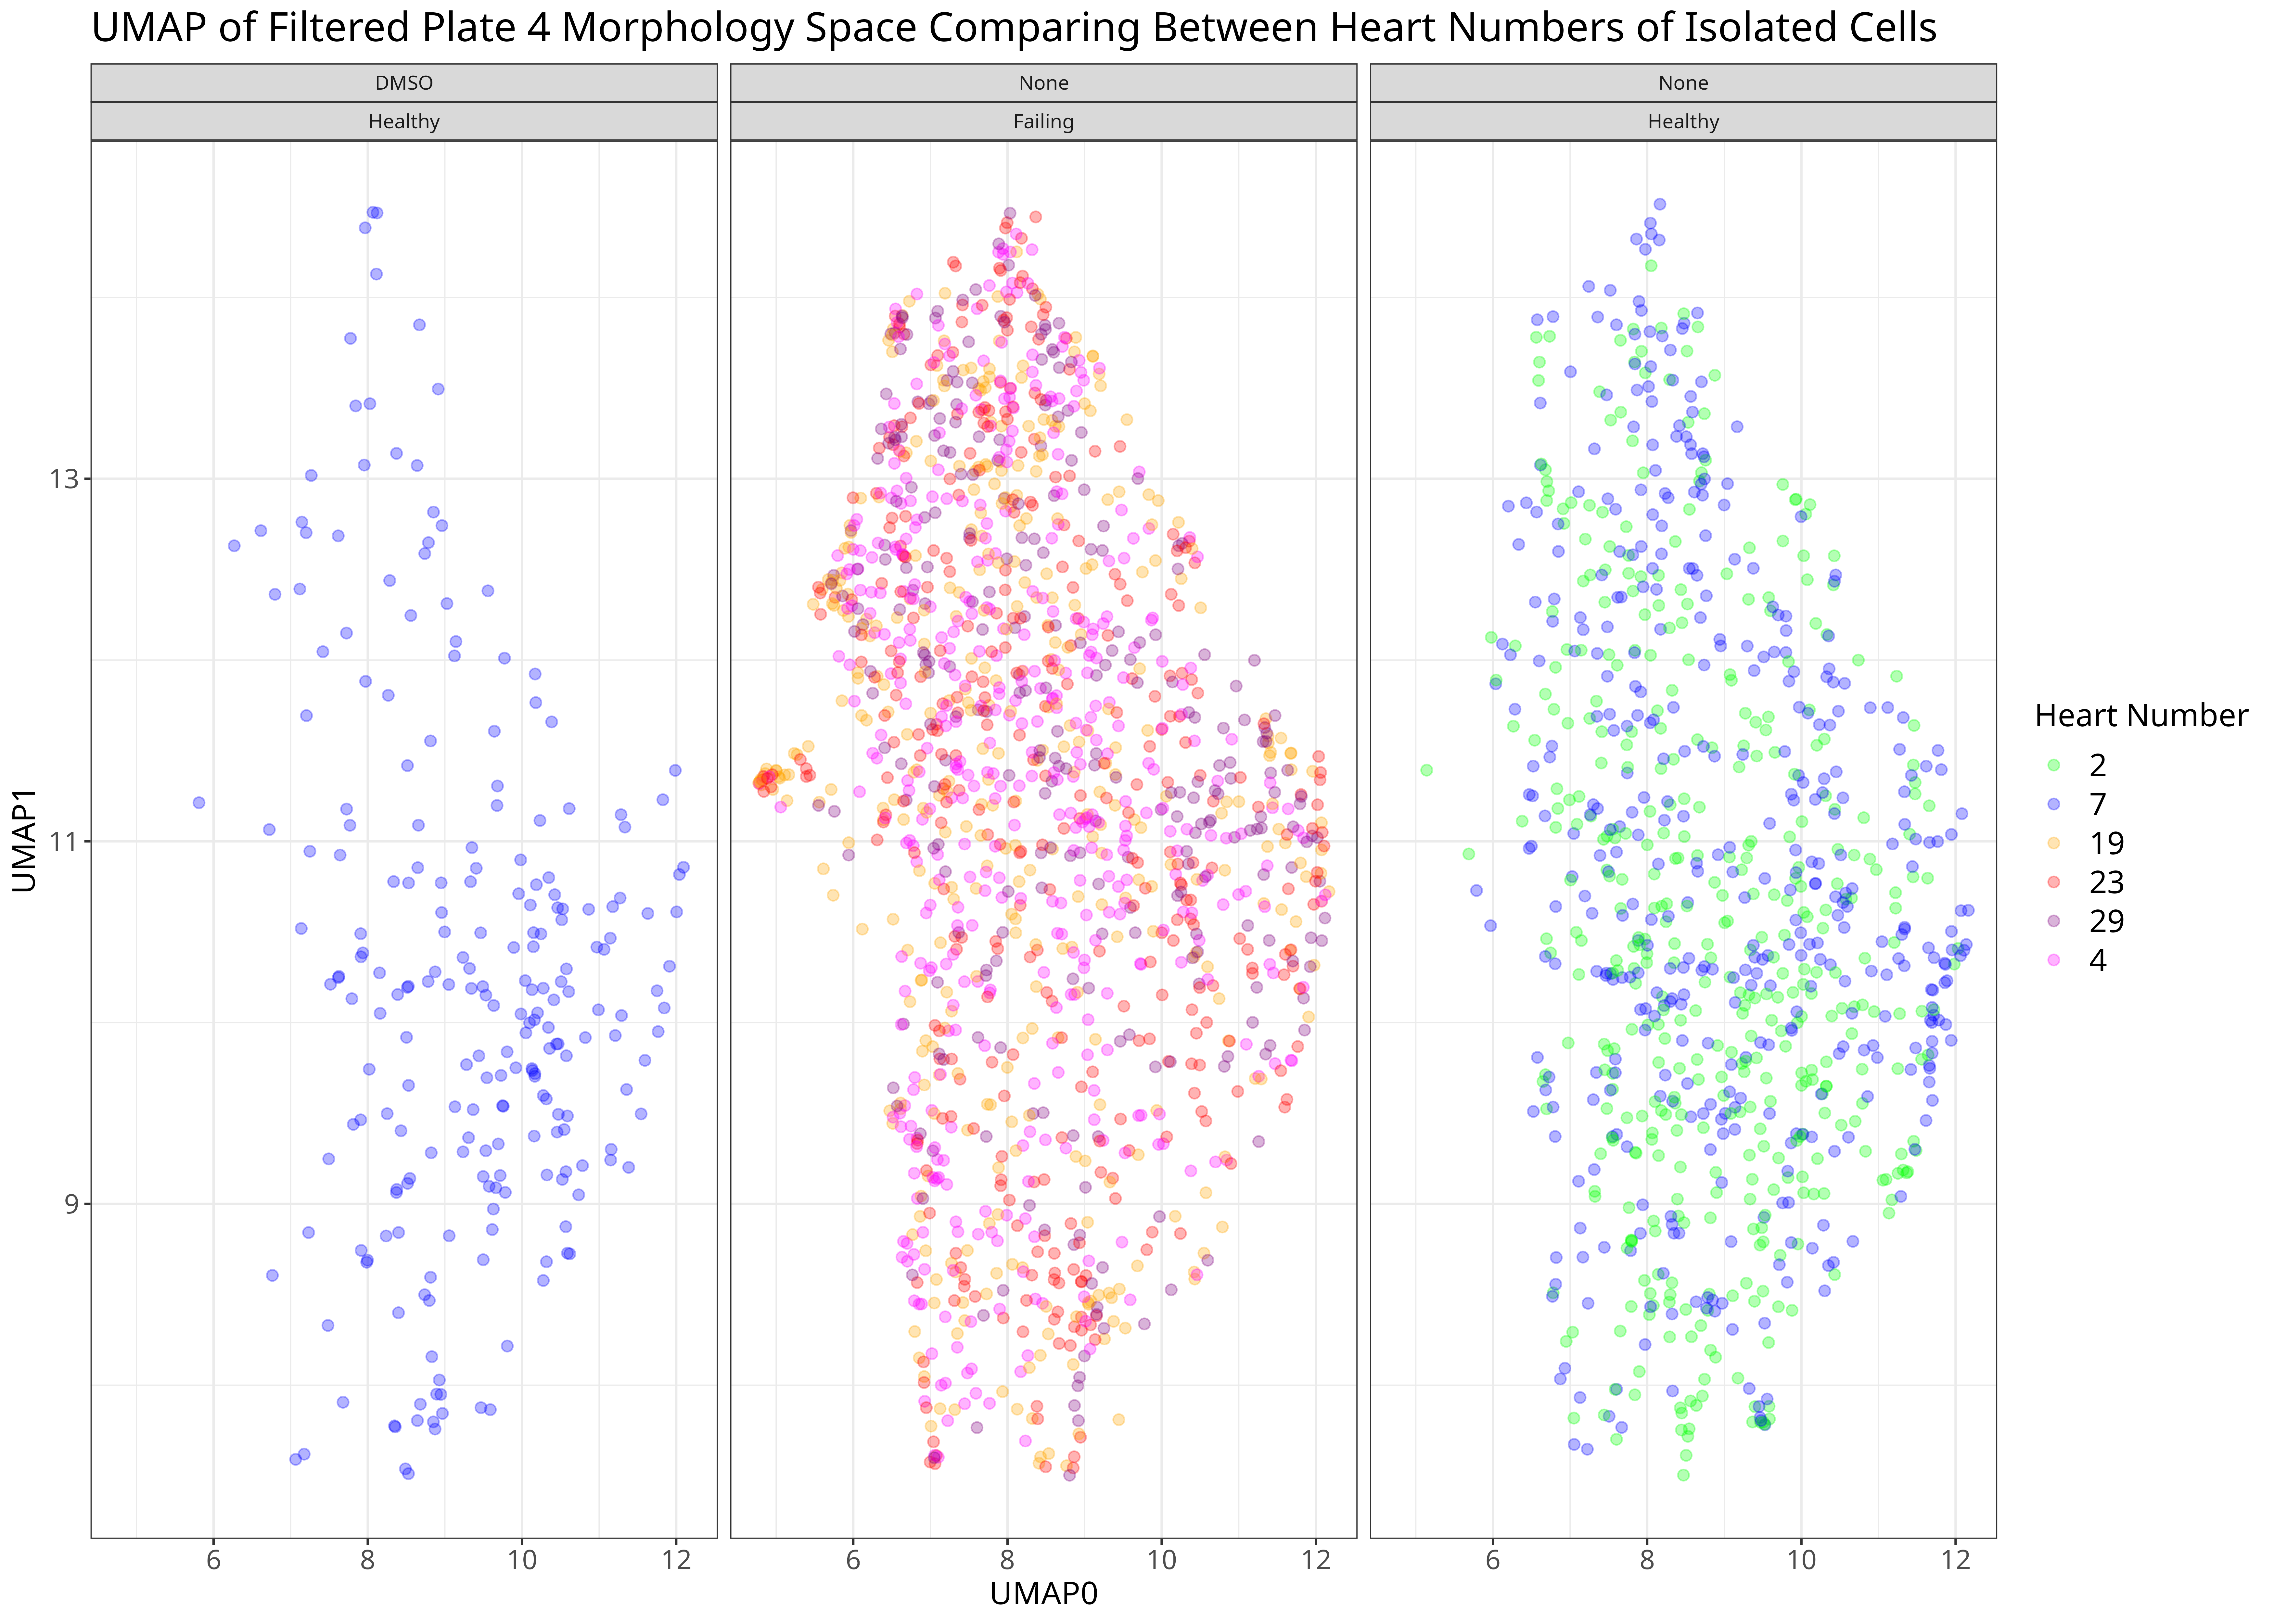 UMAP of Filtered Plate 4 Morphology Space Comparing Between Heart Numbers of Isolated Cells
DMSO
None
None
Healthy
Failing
Healthy
13
11
9
UMAP1
6
8
10
12
6
8
10
12
6
8
10
12
UMAP0
Heart Number
2
7
19
23
29
4